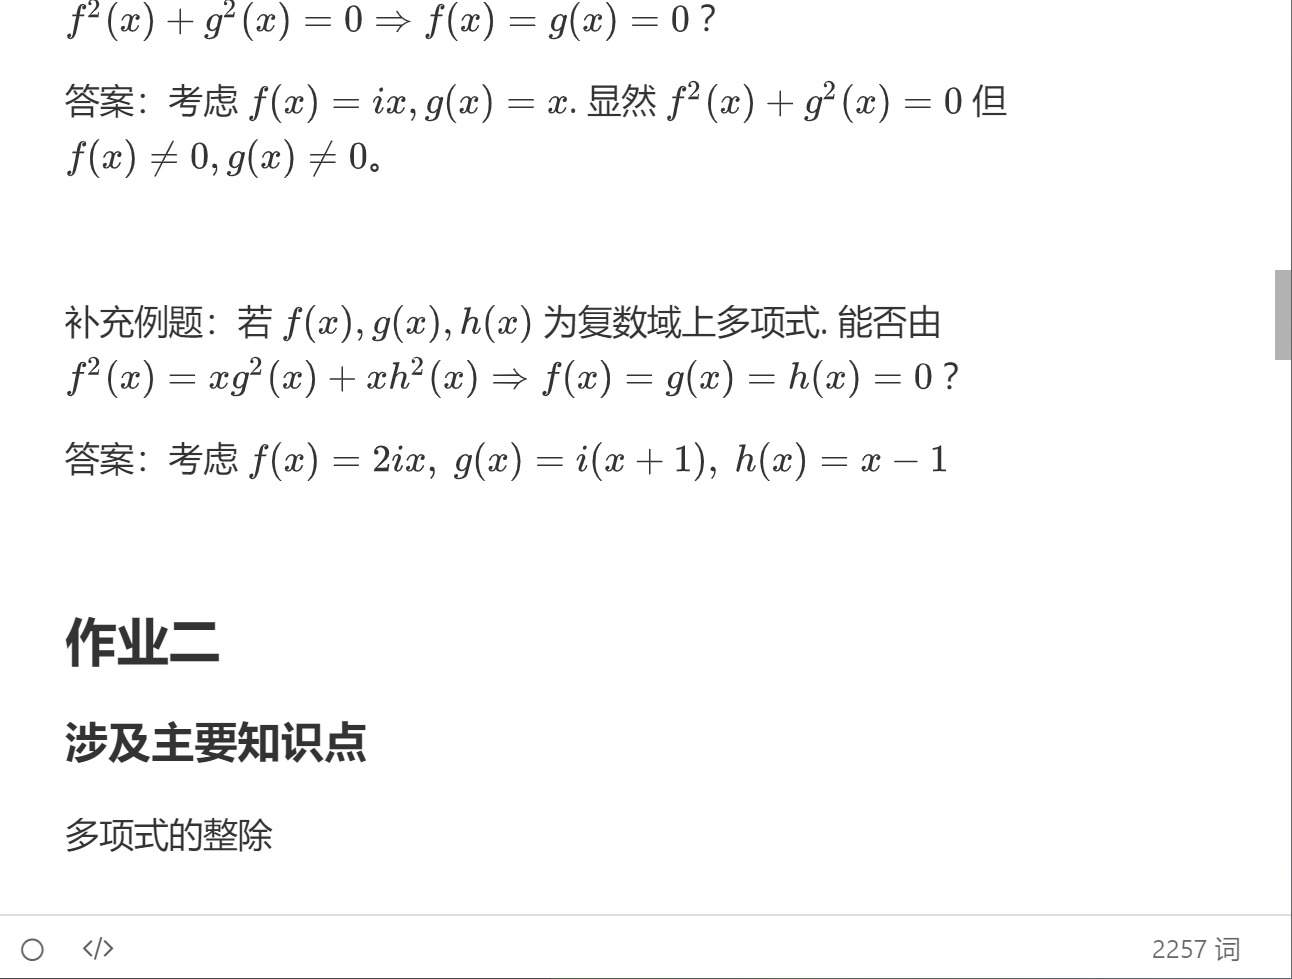 f²(x) + g²(x) = 0 ⇒ f(x) = g(x) = 0？
答案：考虑 f(x) = ix, g(x) = x. 显然 f²(x) + g²(x) = 0 但
f(x) ≠ 0, g(x) ≠ 0。
补充例题：若 f(x), g(x), h(x) 为复数域上多项式. 能否由
f²(x) = xg²(x) + xh²(x) ⇒ f(x) = g(x) = h(x) = 0？
答案：考虑 f(x) = 2ix, g(x) = i(x + 1), h(x) = x − 1
作业二
涉及主要知识点
多项式的整除
</> 2257 词